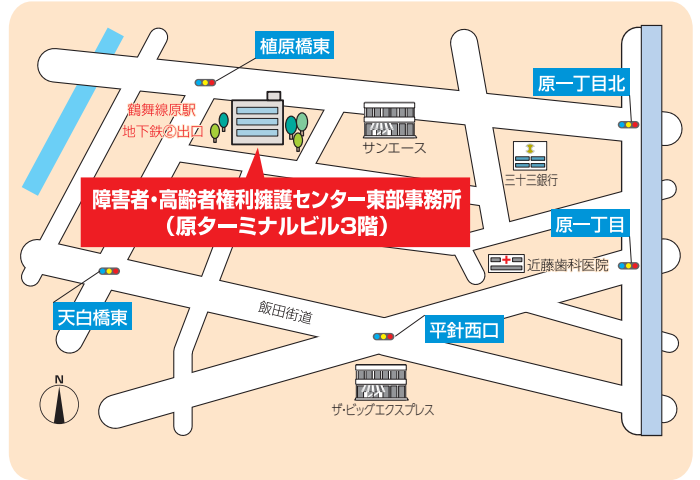 植原橋東
原一丁目北
鶴舞線原駅
地下鉄②出口
サンエース
三十三銀行
障害者・高齢者権利擁護センター東部事務所
（原ターミナルビル3階）
原一丁目
近藤歯科医院
天白橋東
飯田街道
平針西口
ザ・ビッグエクスプレス
N